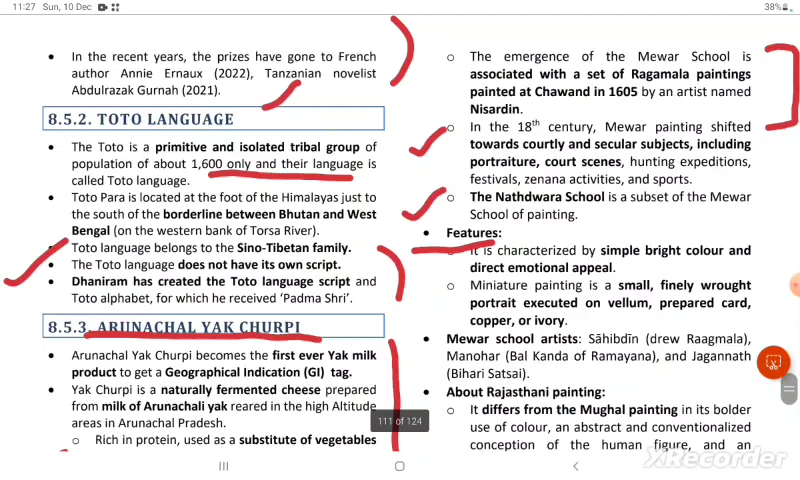 11:27 Sun, 10 Dec
38%
• In the recent years, the prizes have gone to French
author Annie Ernaux (2022), Tanzanian novelist
Abdulrazak Gurnah (2021).
8.5.2. TOTO LANGUAGE
• The Toto is a primitive and isolated tribal group of
population of about 1,600 only and their language is
called Toto language.
• Toto Para is located at the foot of the Himalayas just to
the south of the borderline between Bhutan and West
Bengal (on the western bank of Torsa River).
• Toto language belongs to the Sino-Tibetan family.
• The Toto language does not have its own script.
• Dhaniram has created the Toto language script and
Toto alphabet, for which he received ‘Padma Shri’.
8.5.3. ARUNACHAL YAK CHURPI
• Arunachal Yak Churpi becomes the first ever Yak milk
product to get a Geographical Indication (GI) tag.
• Yak Churpi is a naturally fermented cheese prepared
from milk of Arunachali yak reared in the high Altitude
areas in Arunachal Pradesh.
o Rich in protein, used as a substitute of vegetables
o The emergence of the Mewar School is
associated with a set of Ragamala paintings
painted at Chawand in 1605 by an artist named
Nisardin.
o In the 18th century, Mewar painting shifted
towards courtly and secular subjects, including
portraiture, court scenes, hunting expeditions,
festivals, zenana activities, and sports.
o The Nathdwara School is a subset of the Mewar
School of painting.
• Features:
o It is characterized by simple bright colour and
direct emotional appeal.
o Miniature painting is a small, finely wrought
portrait executed on vellum, prepared card,
copper, or ivory.
• Mewar school artists: Sāhibdīn (drew Raagmala),
Manohar (Bal Kanda of Ramayana), and Jagannath
(Bihari Satsai).
• About Rajasthani painting:
o It differs from the Mughal painting in its bolder
use of colour, an abstract and conventionalized
conception of the human figure, and an
111 of 124
XRecorder